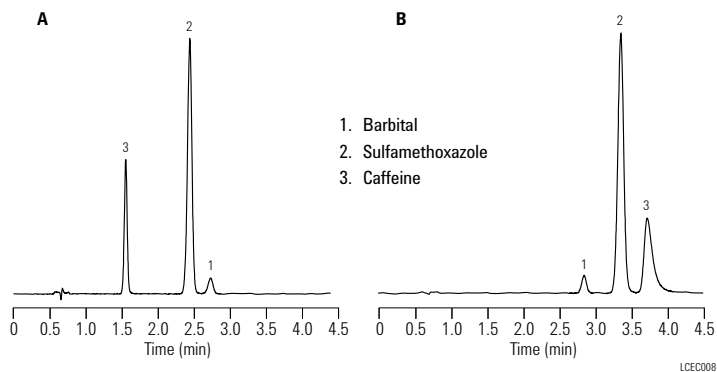 A
2
3
1
0 0.5 1.0 1.5 2.0 2.5 3.0 3.5 4.0 4.5
Time (min)
1. Barbital
2. Sulfamethoxazole
3. Caffeine
B
2
3
1
0 0.5 1.0 1.5 2.0 2.5 3.0 3.5 4.0 4.5
Time (min)
LCEC008